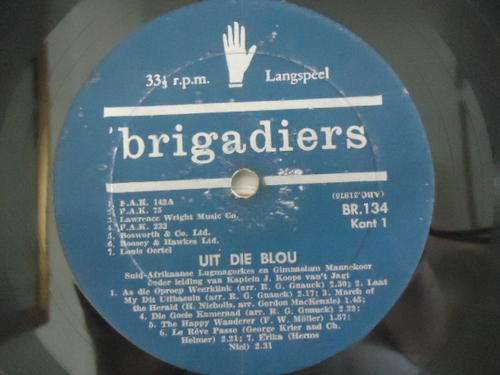 33⅓ r.p.m. Langspeel
brigadiers
1. F.A.K. 142A
2. F.A.K. 75
3. Lawrence Wright Music Co.
4. F.A.K. 232
5. Bosworth & Co. Ltd.
6. Boosey & Hawkes Ltd.
7. Louis Oertel
(ABC.21875)
BR.134
Kant 1
UIT DIE BLOU
Suid-Afrikaanse Lugmagorkes en Gimnasium Mannekoor
Onder leiding van Kaptein J. Koops van't Jagt
1. As die Oproep Weerklink (arr. R. G. Gnauck) 2.30; 2. Laat
My Dit Uitbasuin (arr. R. G. Gnauck) 2.17; 3. March of
the Herald (H. Nicholls, arr. Gordon MacKenzie) 1.45;
4. Die Goeie Kameraad (arr. R. G. Gnauck) 2.22;
5. The Happy Wanderer (F. W. Möller) 1.57;
6. Le Rêve Passe (George Krier and Ch.
Helmer) 2.21; 7. Erika (Herms
Niel) 2.31